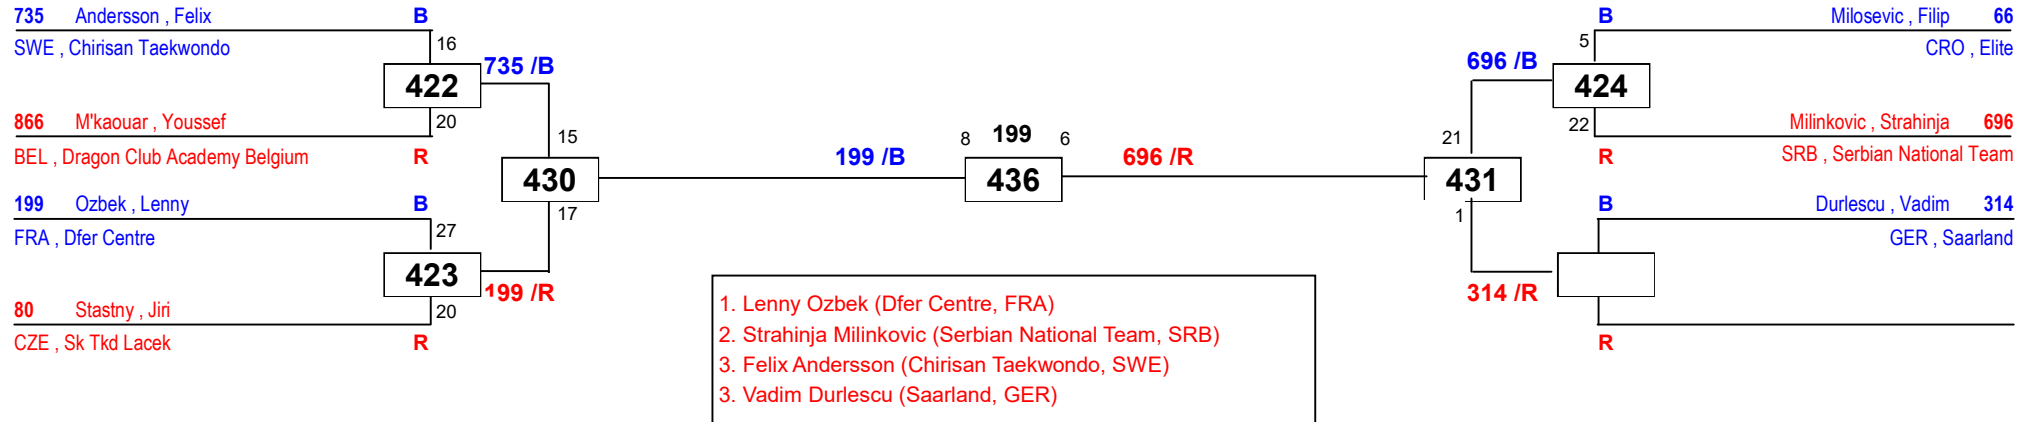 735 Andersson , Felix B
SWE , Chirisan Taekwondo
16
422
735 /B
20
866 M'kaouar , Youssef
BEL , Dragon Club Academy Belgium R
15
430
17
199 Ozbek , Lenny B
FRA , Dfer Centre
27
423
199 /R
20
80 Stastny , Jiri
CZE , Sk Tkd Lacek R
199 /B
8 199 6
436
696 /R
B Milosevic , Filip 66
CRO , Elite
5
696 /B
424
22
Milinkovic , Strahinja 696
R SRB , Serbian National Team
21
431
1
B Durlescu , Vadim 314
GER , Saarland
314 /R
R
1. Lenny Ozbek (Dfer Centre, FRA)
2. Strahinja Milinkovic (Serbian National Team, SRB)
3. Felix Andersson (Chirisan Taekwondo, SWE)
3. Vadim Durlescu (Saarland, GER)